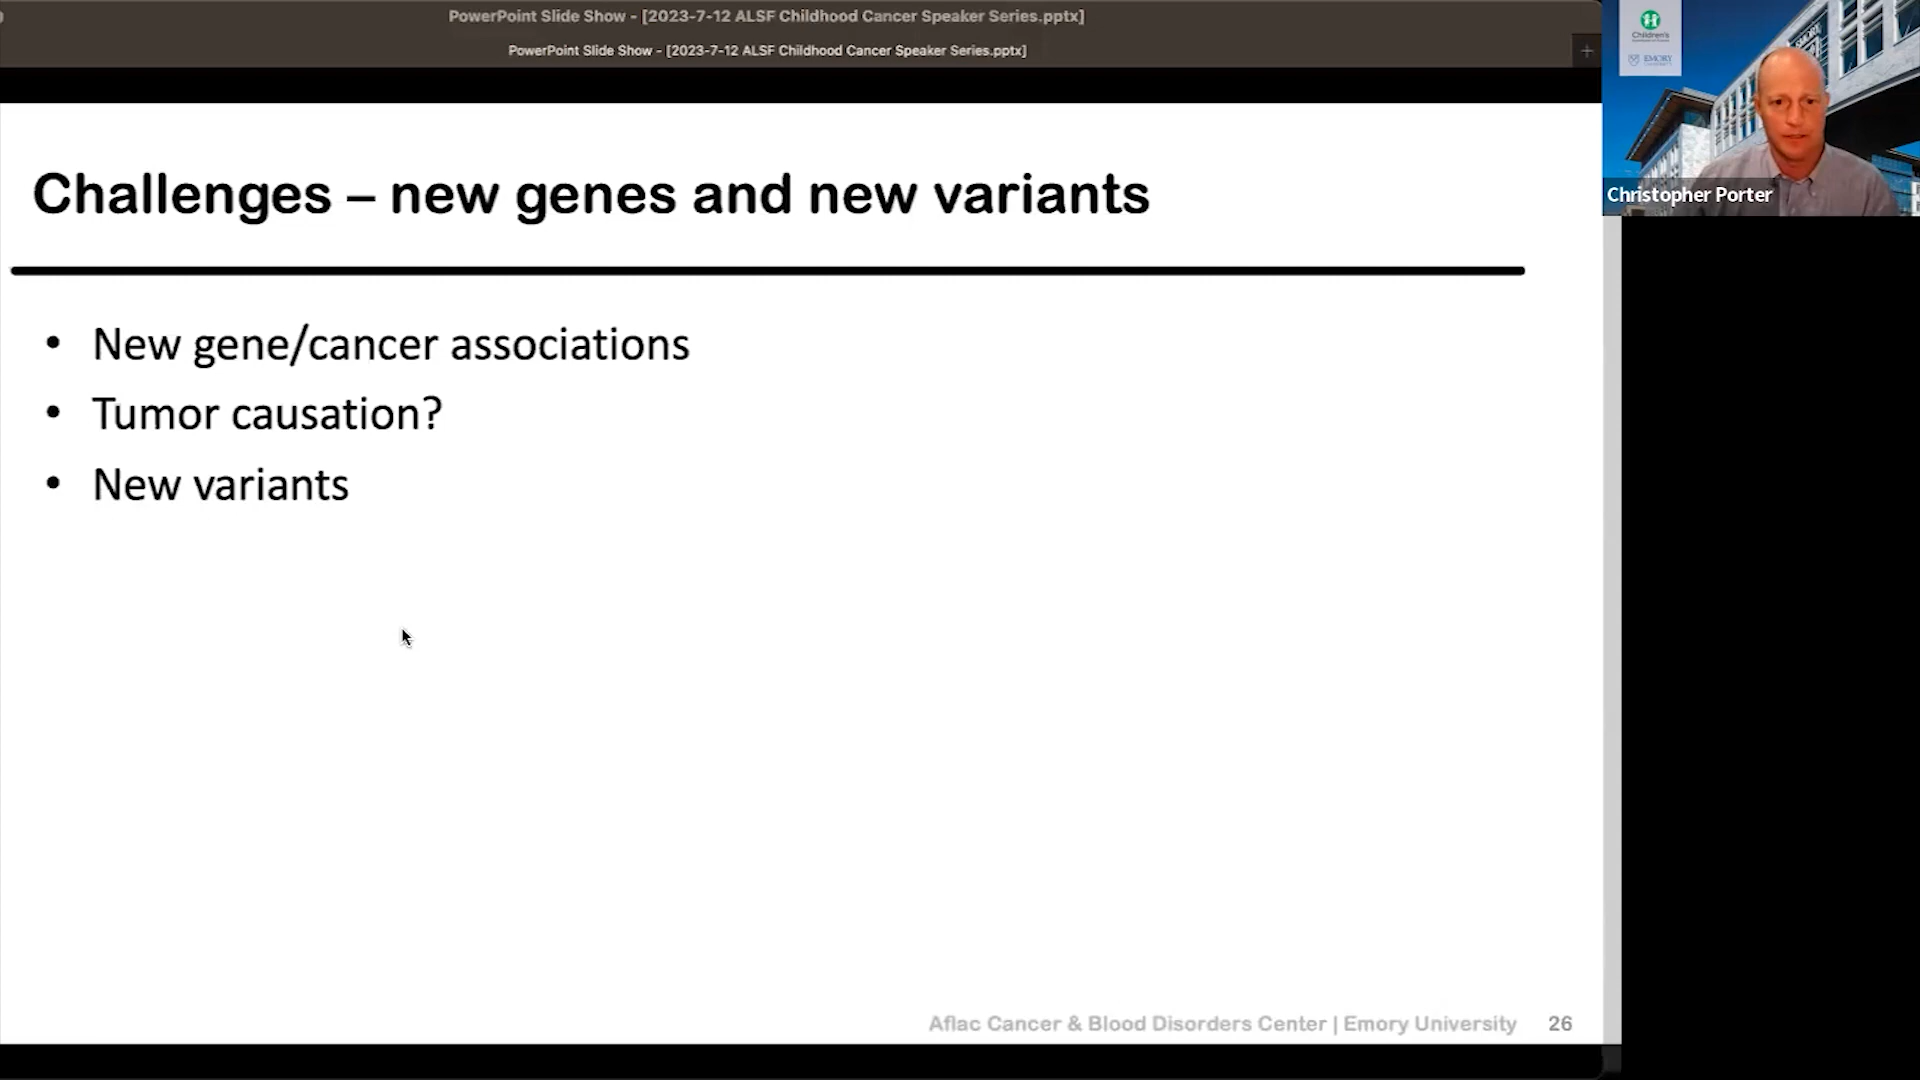 PowerPoint Slide Show - [2023-7-12 ALSF Childhood Cancer Speaker Series.pptx]
PowerPoint Slide Show - [2023-7-12 ALSF Childhood Cancer Speaker Series.pptx]
Children's
EMORY
Christopher Porter
Challenges – new genes and new variants
• New gene/cancer associations
• Tumor causation?
• New variants
Aflac Cancer & Blood Disorders Center | Emory University 26